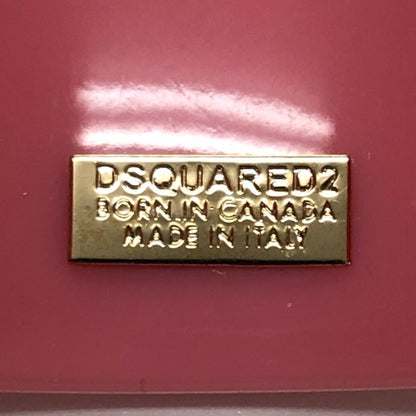 DSQUARED2
BORN IN CANADA
MADE IN ITALY